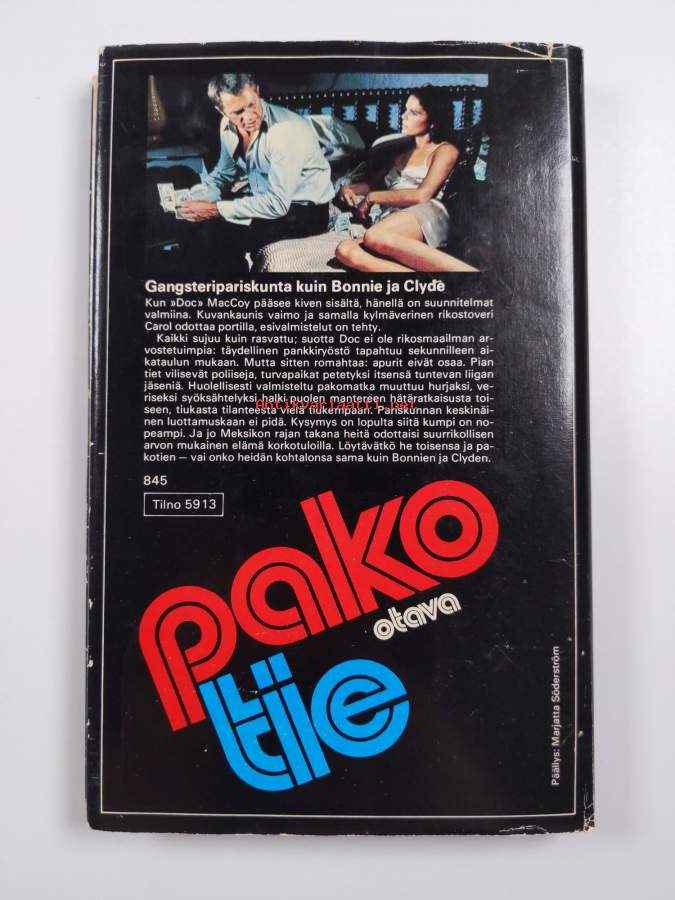 Gangsteripariskunta kuin Bonnie ja Clyde
Kun »Doc» MacCoy pääsee kiven sisältä, hänellä on suunnitelmat
valmiina. Kuvankaunis vaimo ja samalla kylmäverinen rikostoveri
Carol odottaa portilla, esivalmistelut on tehty.
Kaikki sujuu kuin rasvattu; suotta Doc ei ole rikosmaailman ar-
vostetuimpia: täydellinen pankkiryöstö tapahtuu sekunnilleen ai-
kataulun mukaan. Mutta sitten romahtaa: apurit eivät osaa. Pian
tiet vilisevät poliiseja, turvapaikat petetyksi itsensä tuntevan liigan
jäseniä. Huolellisesti valmisteltu pakomatka muuttuu hurjaksi, ve-
riseksi syöksähtelyksi halki puolen mantereen hätäratkaisusta toi-
seen, tiukasta tilanteesta vielä tiukempaan. Pariskunnan keskinäi-
nen luottamuskaan ei pidä. Kysymys on lopulta siitä kumpi on no-
peampi. Ja jo Meksikon rajan takana heitä odottaisi suurrikollisen
arvon mukainen elämä korkotuloilla. Löytävätkö he toisensa ja pa-
kotien — vai onko heidän kohtalonsa sama kuin Bonnien ja Clyden.
antikvariaatti.net
845
Tilno 5913
pako
otava
tie
Päällys: Marjatta Söderström